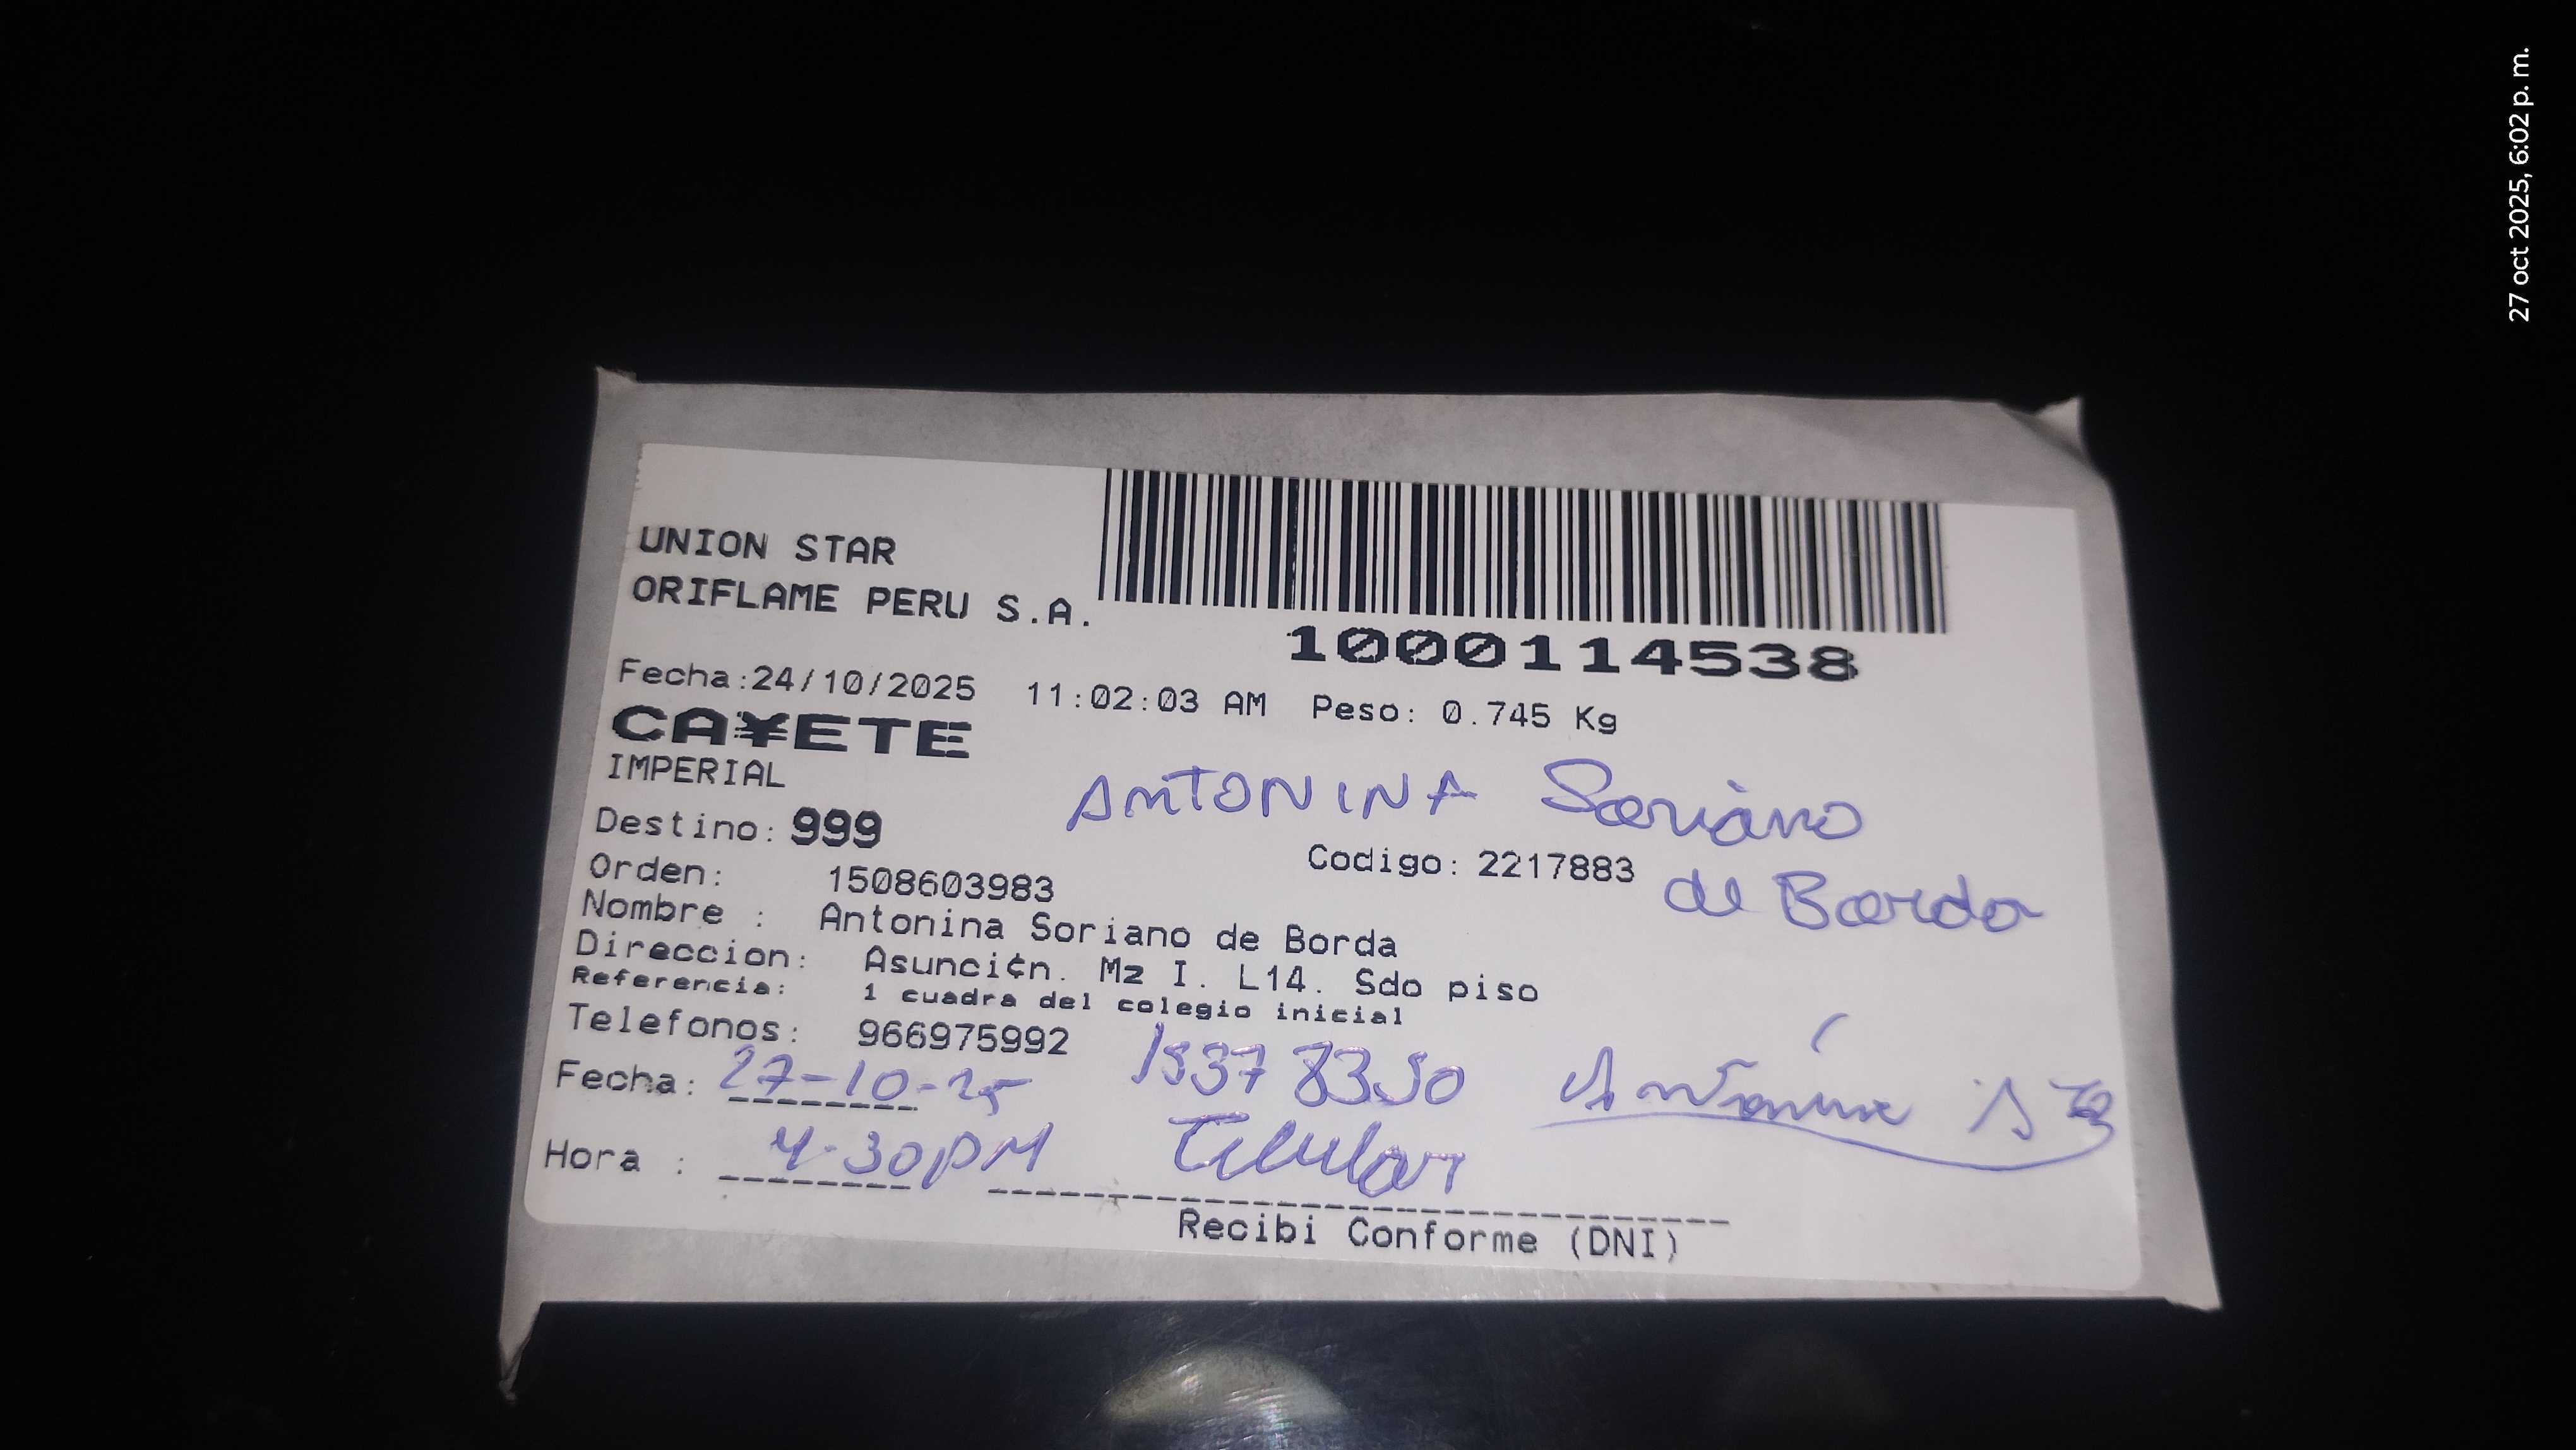 UNION STAR
ORIFLAME PERU S.A.
1000114538
Fecha:24/10/2025 11:02:03 AM Peso: 0.745 Kg
CA¥ETE
IMPERIAL
ANTONINA Soriano
Destino: 999
Codigo: 2217883
de Borda
Orden: 1508603983
Nombre : Antonina Soriano de Borda
Direccion: Asunci¢n. Mz I. L14. Sdo piso
Referencia: 1 cuadra del colegio inicial
Telefonos: 966975992
Fecha: 27-10-25
Hora : 4.30PM
Celular
Recibi Conforme (DNI)
27 oct 2025, 6:02 p. m.